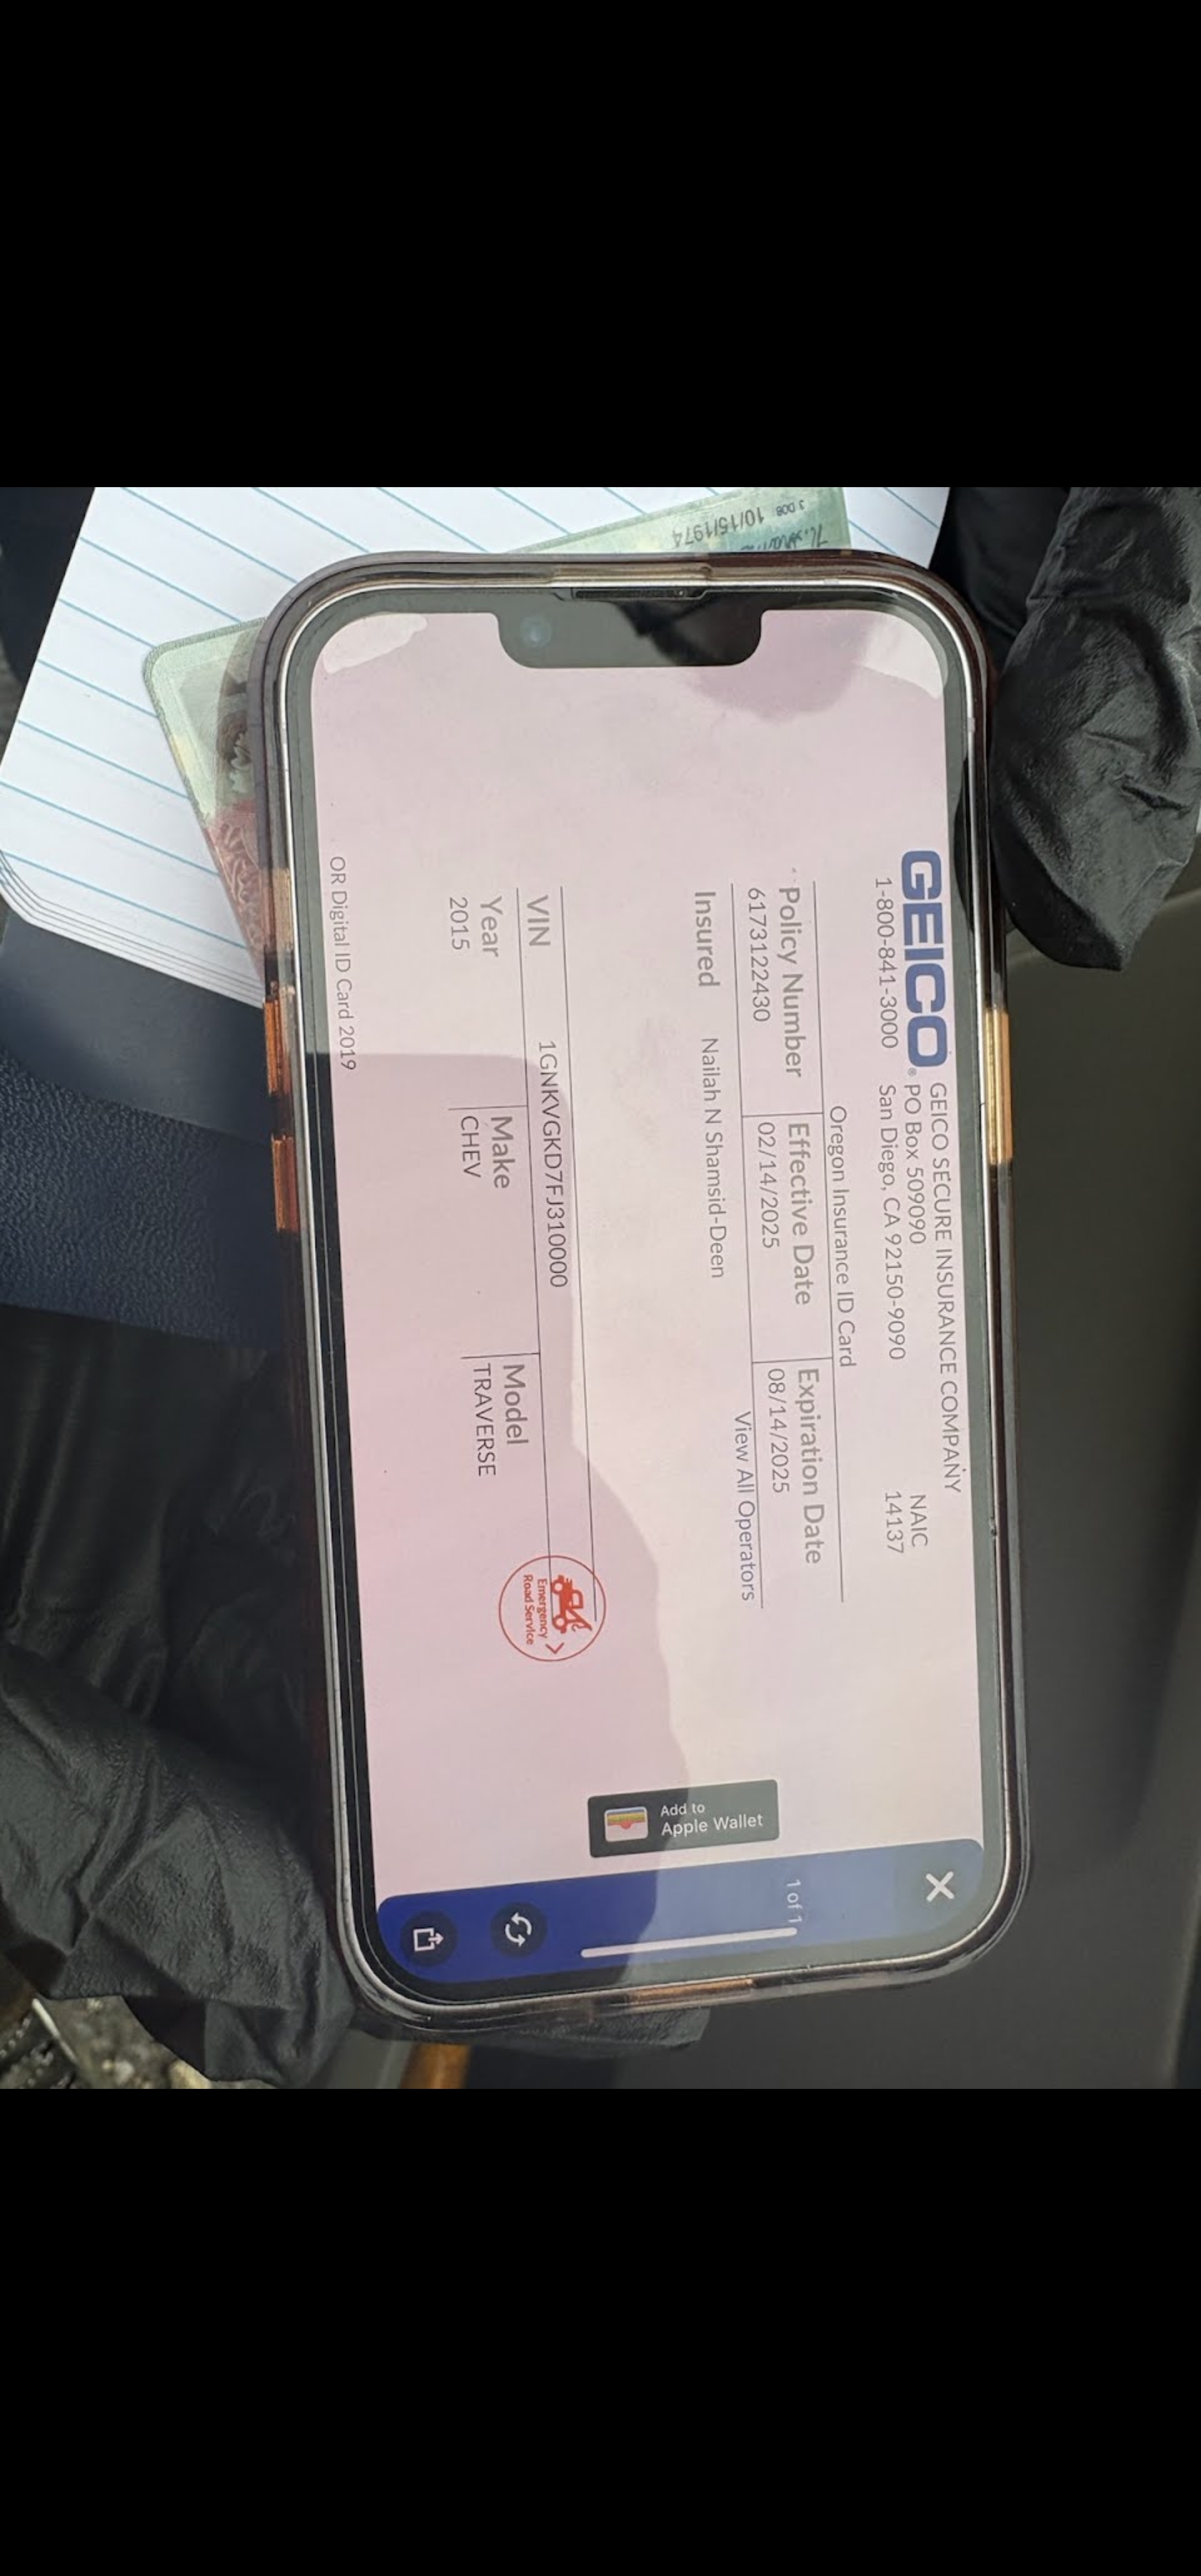 3 DOB 10/15/1974
GEICO® GEICO SECURE INSURANCE COMPANY
1-800-841-3000 PO Box 509090 NAIC
San Diego, CA 92150-9090 14137
Oregon Insurance ID Card
Policy Number Effective Date Expiration Date
6173122430 02/14/2025 08/14/2025
View All Operators
Insured Nailah N Shamsid-Deen
VIN 1GNKVGKD7FJ310000
Year Make Model
2015 CHEV TRAVERSE
Emergency
Road Service
OR Digital ID Card 2019
Add to
Apple Wallet
1 of 1